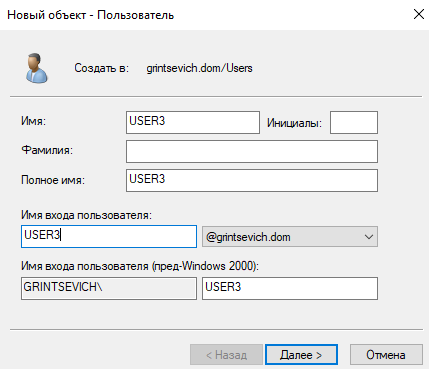 Новый объект - Пользователь
Создать в: grintsevich.dom/Users
Имя: USER3 Инициалы:
Фамилия:
Полное имя: USER3
Имя входа пользователя:
USER3 @grintsevich.dom
Имя входа пользователя (пред-Windows 2000):
GRINTSEVICH\ USER3
< Назад Далее > Отмена